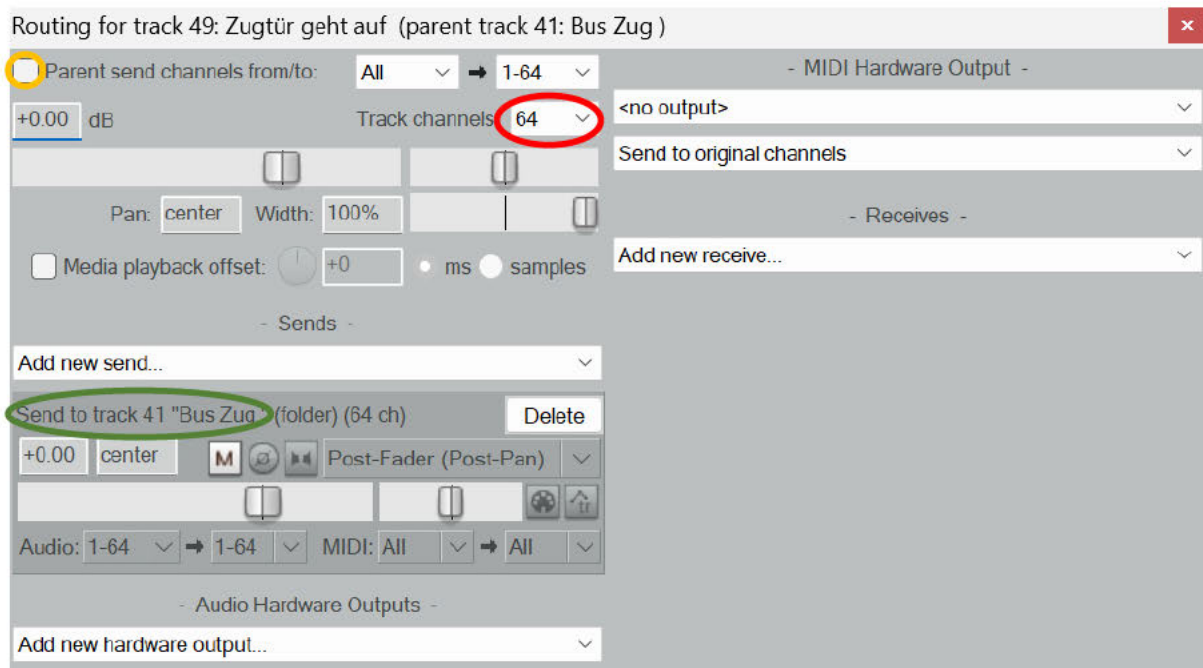 Routing for track 49: Zugtür geht auf (parent track 41: Bus Zug )
Parent send channels from/to: All 1-64
+0.00 dB Track channels 64
Pan: center Width: 100%
Media playback offset: +0 ms samples
- Sends -
Add new send...
Send to track 41 "Bus Zug " (folder) (64 ch) Delete
+0.00 center M Post-Fader (Post-Pan)
tr
Audio: 1-64 1-64 MIDI: All All
- Audio Hardware Outputs -
Add new hardware output...
- MIDI Hardware Output -
<no output>
Send to original channels
- Receives -
Add new receive...